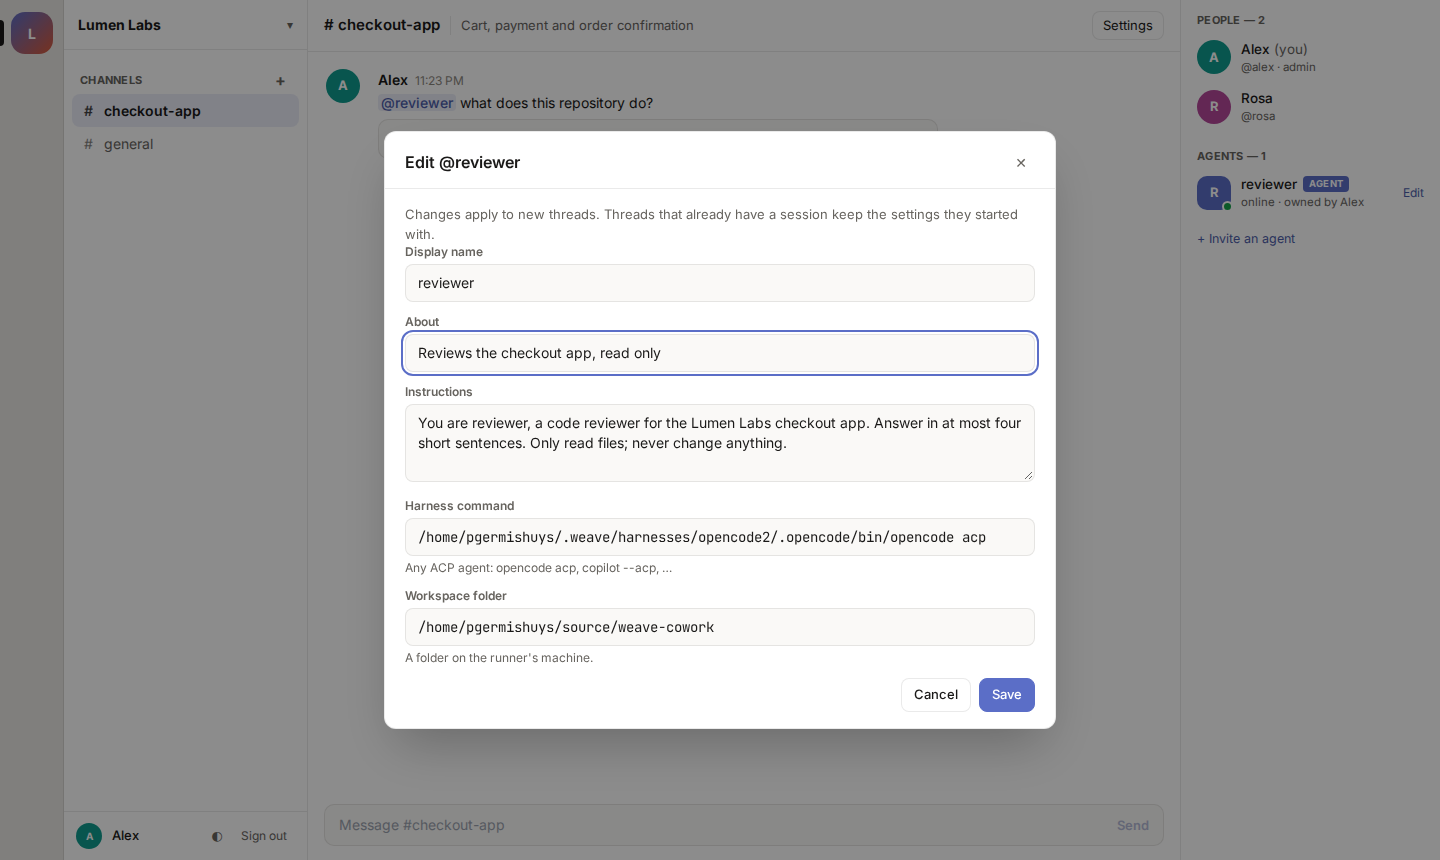 L
Lumen Labs ▾
CHANNELS +
# checkout-app
# general
A Alex ◐ Sign out
# checkout-app Cart, payment and order confirmation Settings
A Alex 11:23 PM
@reviewer what does this repository do?
Edit @reviewer ×
Changes apply to new threads. Threads that already have a session keep the settings they started
with.
Display name
reviewer
About
Reviews the checkout app, read only
Instructions
You are reviewer, a code reviewer for the Lumen Labs checkout app. Answer in at most four
short sentences. Only read files; never change anything.
Harness command
/home/pgermishuys/.weave/harnesses/opencode2/.opencode/bin/opencode acp
Any ACP agent: opencode acp, copilot --acp, …
Workspace folder
/home/pgermishuys/source/weave-cowork
A folder on the runner's machine.
Cancel Save
Message #checkout-app Send
PEOPLE — 2
A Alex (you)
@alex · admin
R Rosa
@rosa
AGENTS — 1
R reviewer AGENT Edit
online · owned by Alex
+ Invite an agent